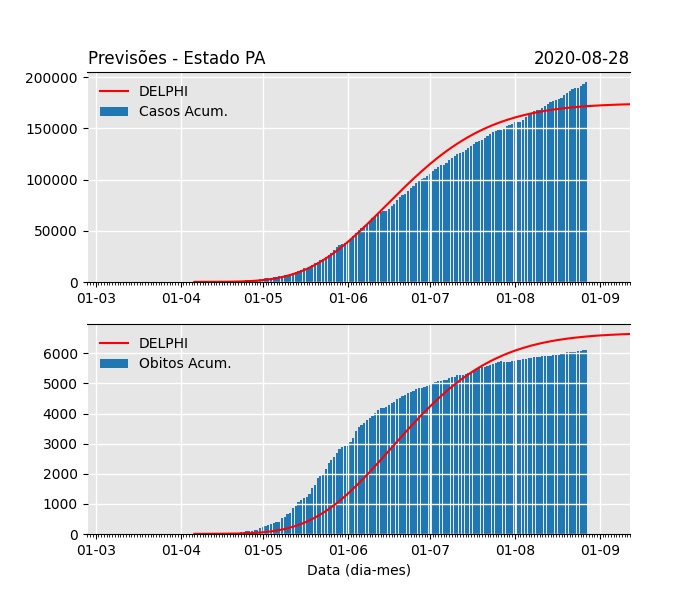 Previsões - Estado PA 2020-08-28
200000
150000
100000
50000
0
DELPHI
Casos Acum.
01-03 01-04 01-05 01-06 01-07 01-08 01-09
6000
5000
4000
3000
2000
1000
0
DELPHI
Obitos Acum.
01-03 01-04 01-05 01-06 01-07 01-08 01-09
Data (dia-mes)